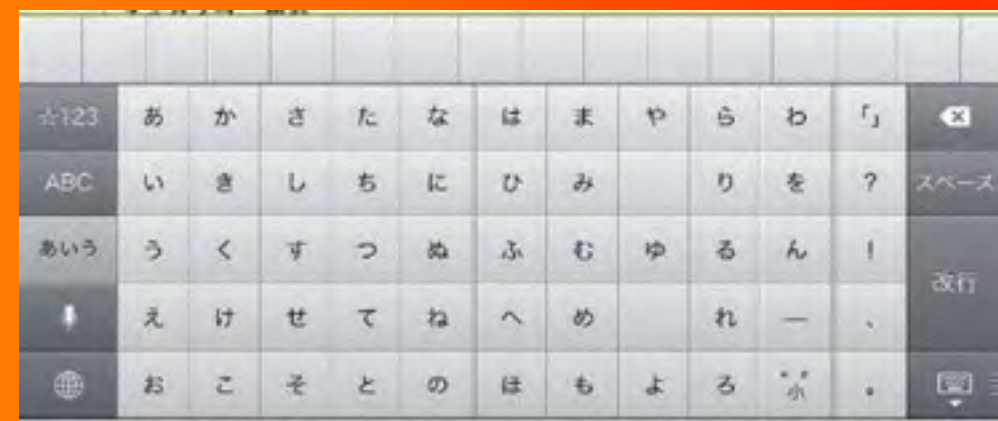 ☆123 あ か さ た な は ま や ら わ 「」
ABC い き し ち に ひ み り を ? スペース
あいう う く す つ ぬ ふ む ゆ る ん !
改行
え け せ て ね へ め れ ー 、
お こ そ と の ほ も よ ろ ゛゜小 。